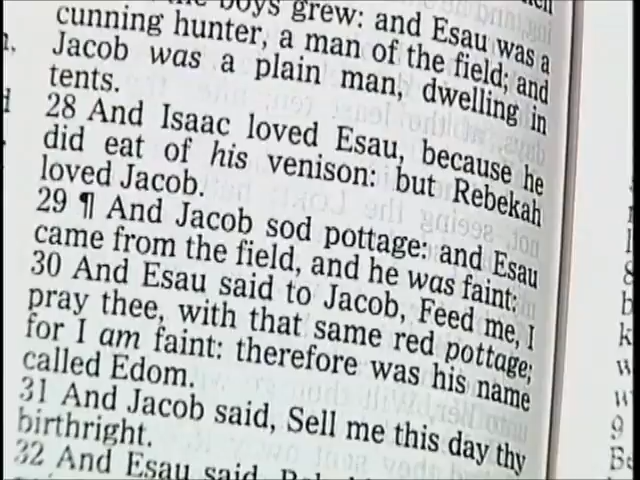 boys grew: and Esau was a
cunning hunter, a man of the field; and
Jacob was a plain man, dwelling in
tents.
28 And Isaac loved Esau, because he
did eat of his venison: but Rebekah
loved Jacob.
29 ¶ And Jacob sod pottage: and Esau
came from the field, and he was faint:
30 And Esau said to Jacob, Feed me, I
pray thee, with that same red pottage;
for I am faint: therefore was his name
called Edom.
31 And Jacob said, Sell me this day thy
birthright.
32 And Esau said,